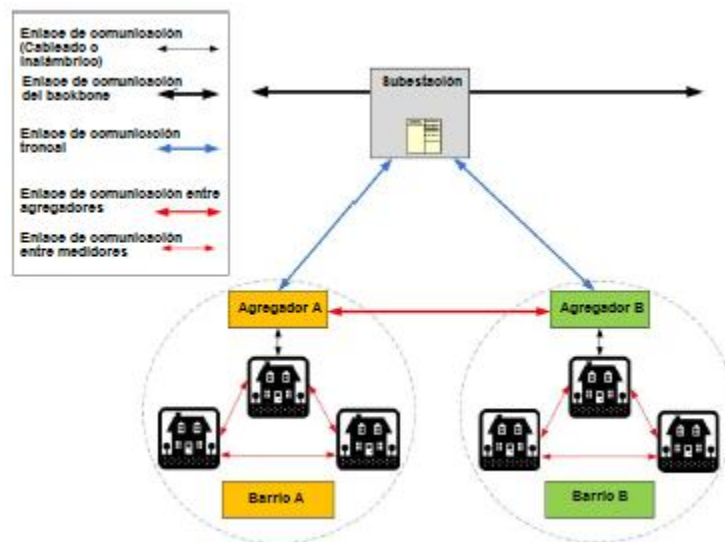 Enlace de comunicación
(Cableado o
Inalámbrico)
Enlace de comunicación
del backbone
Enlace de comunicación
troncal
Enlace de comunicación entre
agregadores
Enlace de comunicación
entre medidores
Subestación
Agregador A
Agregador B
Barrio A
Barrio B